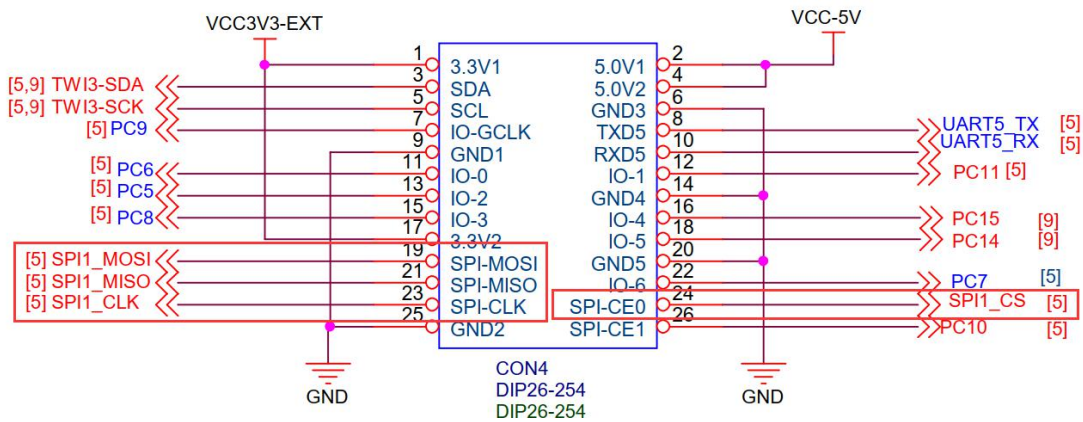 VCC3V3-EXT
VCC-5V
1 3.3V1 5.0V1 2
[5,9] TWI3-SDA 3 SDA 5.0V2 4
[5,9] TWI3-SCK 5 SCL GND3 6
[5] PC9 7 IO-GCLK TXD5 8 UART5_TX [5]
9 GND1 RXD5 10 UART5_RX [5]
[5] PC6 11 IO-0 IO-1 12 PC11 [5]
[5] PC5 13 IO-2 GND4 14
[5] PC8 15 IO-3 IO-4 16 PC15 [9]
17 3.3V2 IO-5 18 PC14 [9]
[5] SPI1_MOSI 19 SPI-MOSI GND5 20
[5] SPI1_MISO 21 SPI-MISO IO-6 22 PC7 [5]
[5] SPI1_CLK 23 SPI-CLK SPI-CE0 24 SPI1_CS [5]
25 GND2 SPI-CE1 26 PC10 [5]
GND
CON4
DIP26-254
DIP26-254
GND